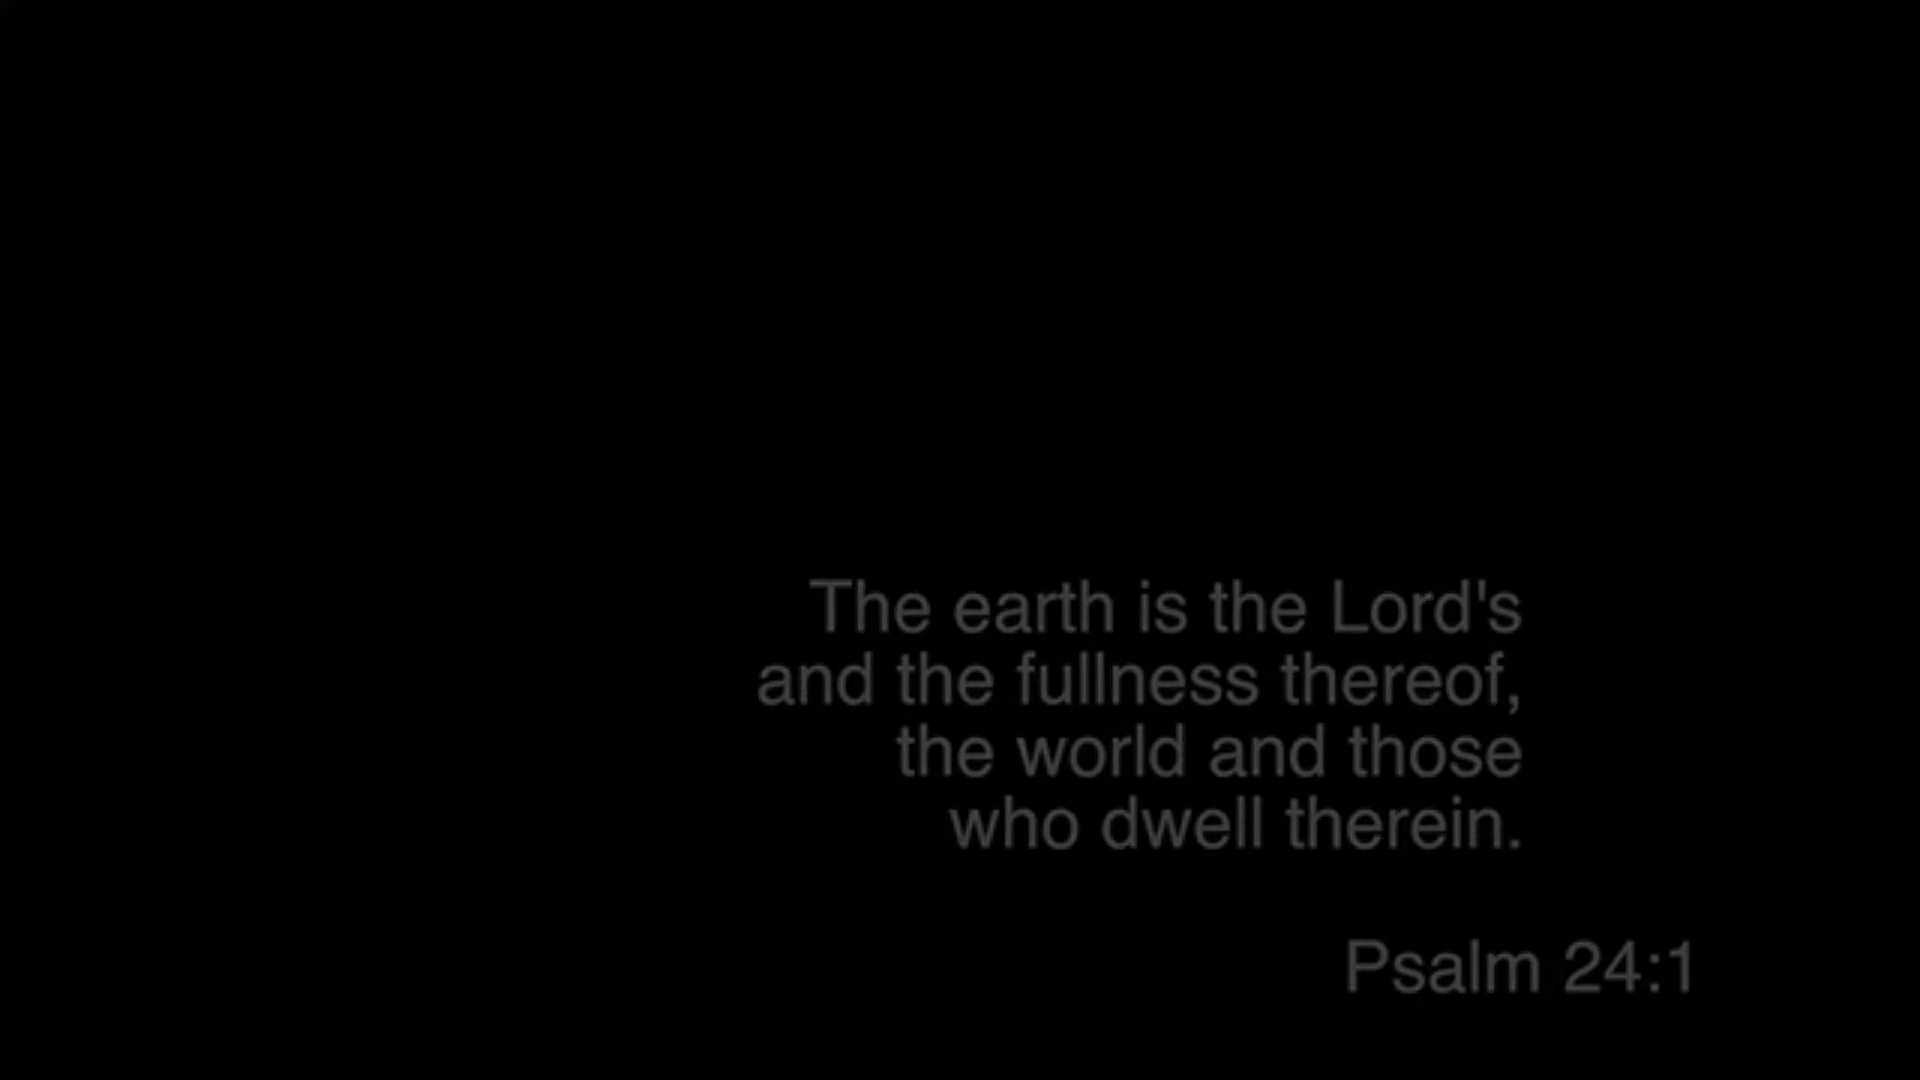 The earth is the Lord's
and the fullness thereof,
the world and those
who dwell therein.
Psalm 24:1